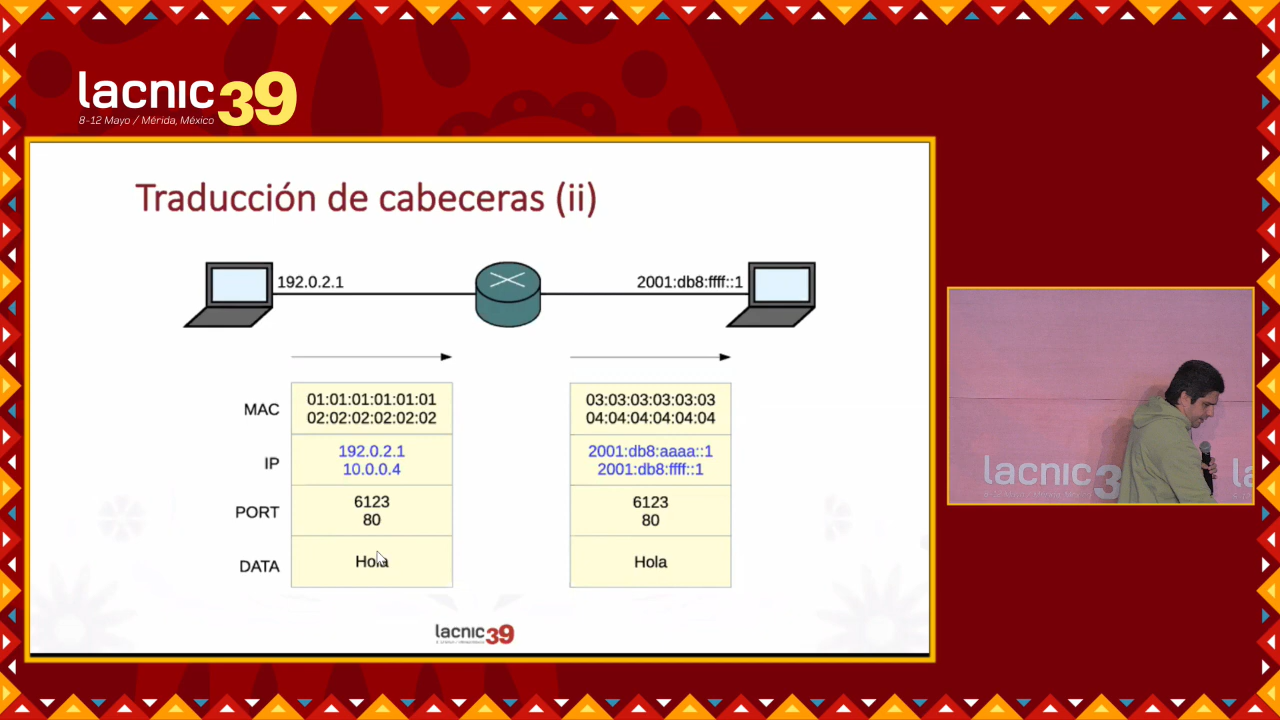 lacnic39
8-12 Mayo / Mérida, México
Traducción de cabeceras (ii)
192.0.2.1
2001:db8:ffff::1
MAC
01:01:01:01:01:01
02:02:02:02:02:02
03:03:03:03:03:03
04:04:04:04:04:04
IP
192.0.2.1
10.0.0.4
2001:db8:aaaa::1
2001:db8:ffff::1
PORT
6123
80
6123
80
DATA
Hola
Hola
lacnic39
lacnic3